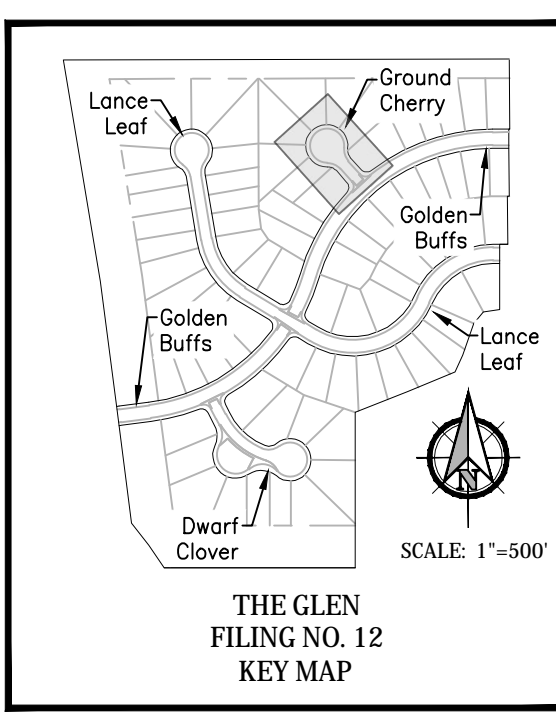 Ground
Cherry
Lance
Leaf
Golden
Buffs
Golden
Buffs
Lance
Leaf
Dwarf
Clover
N
SCALE: 1"=500'
THE GLEN
FILING NO. 12
KEY MAP